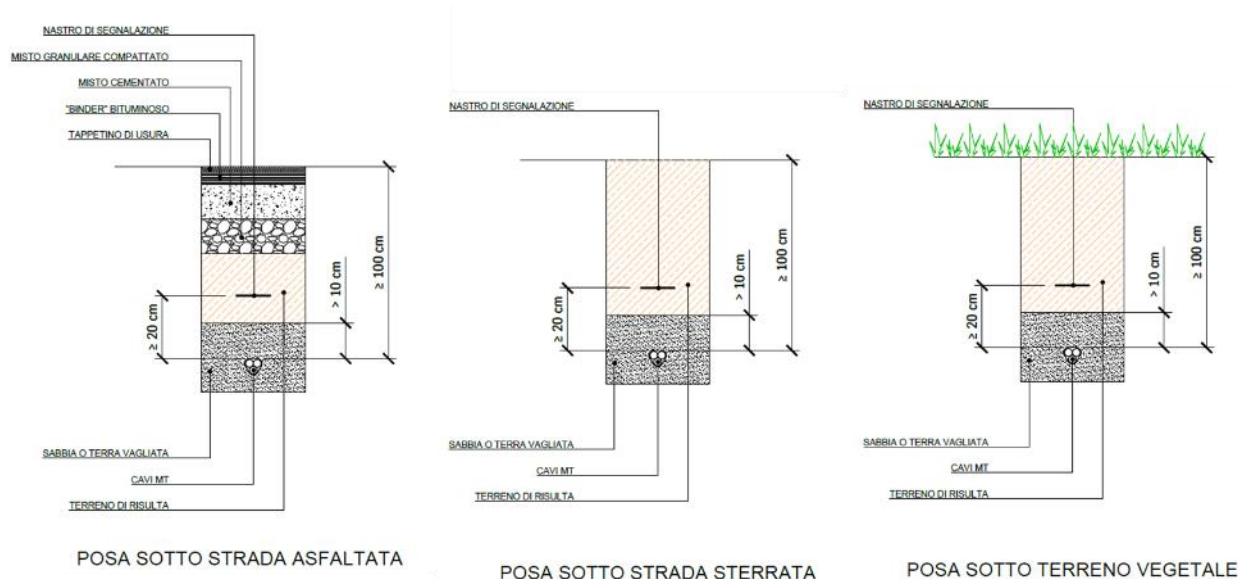 NASTRO DI SEGNALAZIONE
MISTO GRANULARE COMPATTATO
MISTO CEMENTATO
"BINDER" BITUMINOSO
TAPPETINO DI USURA
≥ 20 cm
> 10 cm
≥ 100 cm
SABBIA O TERRA VAGLIATA
CAVI MT
TERRENO DI RISULTA
POSA SOTTO STRADA ASFALTATA
NASTRO DI SEGNALAZIONE
≥ 20 cm
> 10 cm
≥ 100 cm
SABBIA O TERRA VAGLIATA
CAVI MT
TERRENO DI RISULTA
POSA SOTTO STRADA STERRATA
NASTRO DI SEGNALAZIONE
≥ 20 cm
> 10 cm
≥ 100 cm
SABBIA O TERRA VAGLIATA
CAVI MT
TERRENO DI RISULTA
POSA SOTTO TERRENO VEGETALE